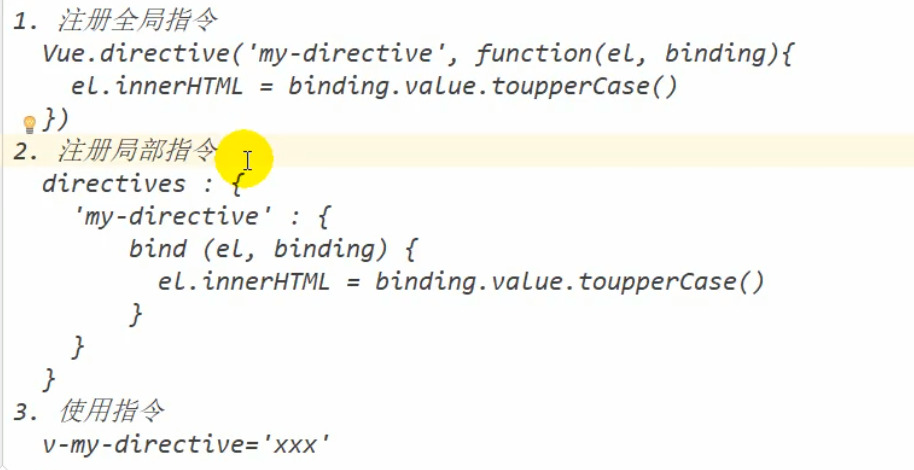 1. 注册全局指令
Vue.directive('my-directive', function(el, binding){
el.innerHTML = binding.value.toupperCase()
})
2. 注册局部指令
directives : {
'my-directive' : {
bind (el, binding) {
el.innerHTML = binding.value.toupperCase()
}
}
}
3. 使用指令
v-my-directive='xxx'